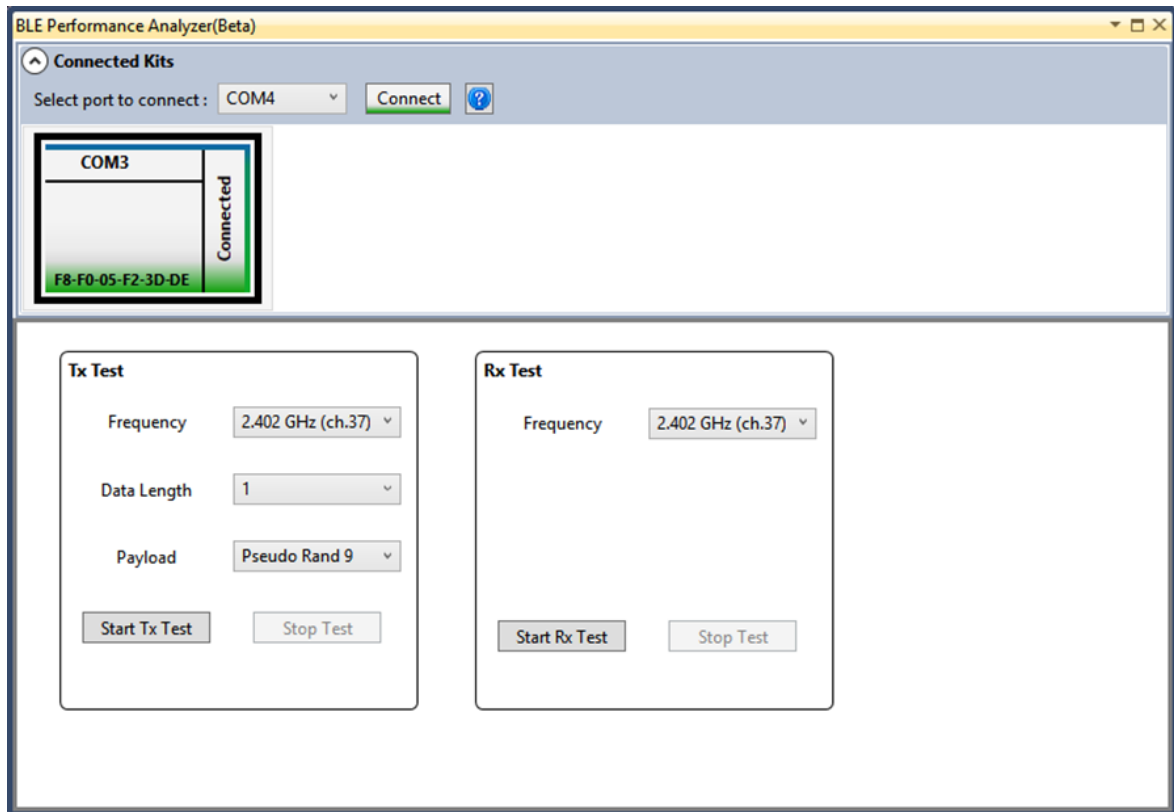 BLE Performance Analyzer(Beta)
Connected Kits
Select port to connect : COM4 Connect ?
COM3
Connected
F8-F0-05-F2-3D-DE
Tx Test
Frequency 2.402 GHz (ch.37)
Data Length 1
Payload Pseudo Rand 9
Start Tx Test Stop Test
Rx Test
Frequency 2.402 GHz (ch.37)
Start Rx Test Stop Test